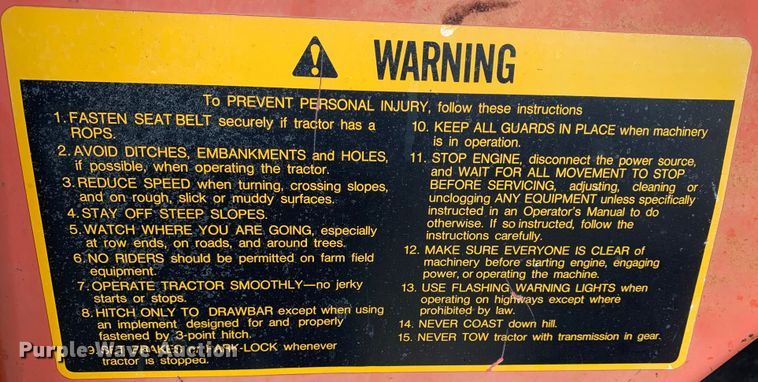 WARNING
To PREVENT PERSONAL INJURY, follow these instructions
1. FASTEN SEAT BELT securely if tractor has a
ROPS.
2. AVOID DITCHES, EMBANKMENTS and HOLES,
if possible, when operating the tractor.
3. REDUCE SPEED when turning, crossing slopes,
and on rough, slick or muddy surfaces.
4. STAY OFF STEEP SLOPES.
5. WATCH WHERE YOU ARE GOING, especially
at row ends, on roads, and around trees.
6. NO RIDERS should be permitted on farm field
equipment.
7. OPERATE TRACTOR SMOOTHLY—no jerky
starts or stops.
8. HITCH ONLY TO DRAWBAR except when using
an implement designed for and properly
fastened by 3-point hitch.
9. SET BRAKES or PARK-LOCK whenever
tractor is stopped.
10. KEEP ALL GUARDS IN PLACE when machinery
is in operation.
11. STOP ENGINE, disconnect the power source,
and WAIT FOR ALL MOVEMENT TO STOP
BEFORE SERVICING, adjusting, cleaning or
unclogging ANY EQUIPMENT unless specifically
instructed in an Operator's Manual to do
otherwise. If so instructed, follow the
instructions carefully.
12. MAKE SURE EVERYONE IS CLEAR of
machinery before starting engine, engaging
power, or operating the machine.
13. USE FLASHING WARNING LIGHTS when
operating on highways except where
prohibited by law.
14. NEVER COAST down hill.
15. NEVER TOW tractor with transmission in gear.
Purple Wave Auction